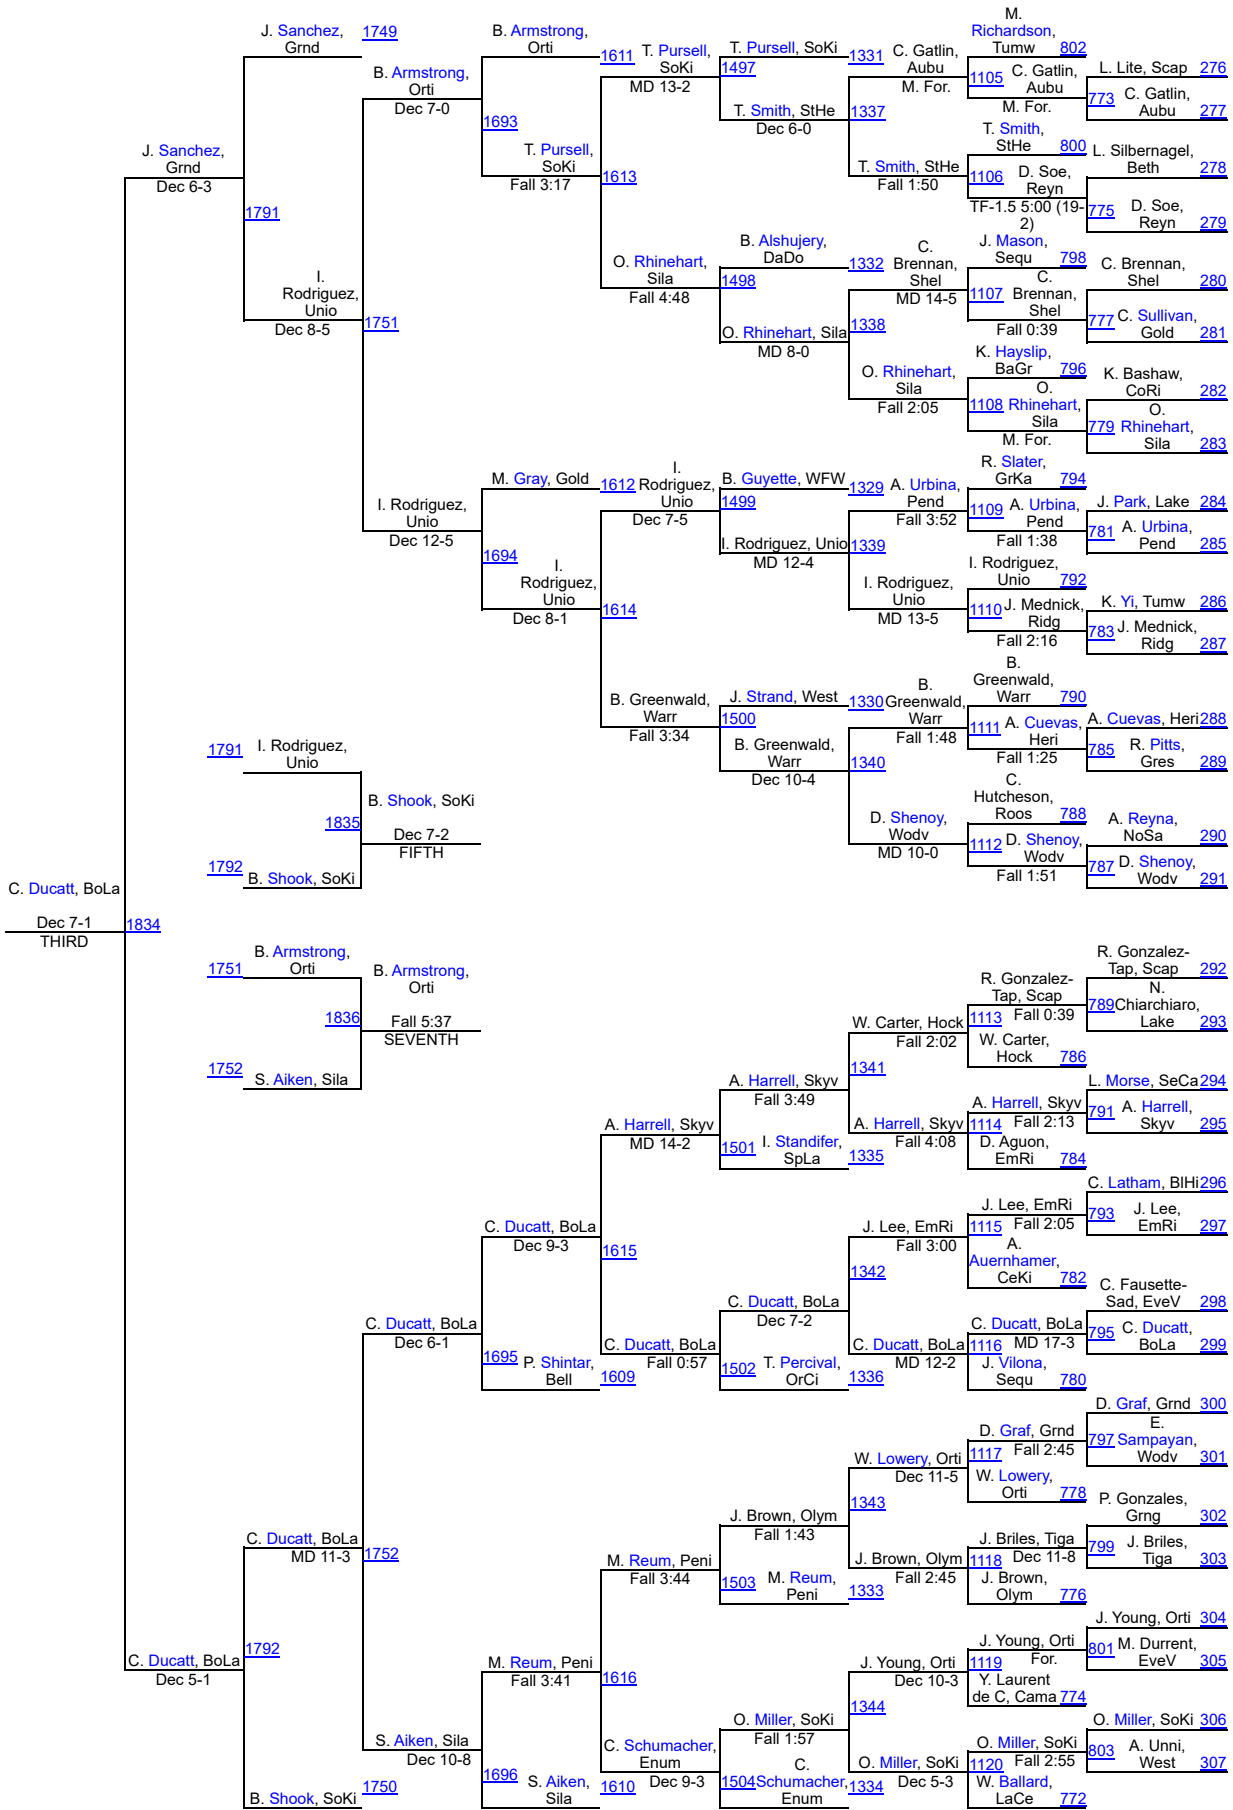 J. Sanchez,
Grnd
1749
B. Armstrong,
Orti
Dec 7-0
B. Armstrong,
Orti
1611
T. Pursell,
SoKi
MD 13-2
T. Pursell, SoKi
1497
1331
C. Gatlin,
Aubu
M. For.
M.
Richardson,
Tumw
802
1105
C. Gatlin,
Aubu
M. For.
L. Lite, Scap
276
773
C. Gatlin,
Aubu
277
T. Smith, StHe
Dec 6-0
1337
1693
T. Pursell,
SoKi
Fall 3:17
1613
T. Smith, StHe
Fall 1:50
T. Smith,
StHe
800
1106
D. Soe,
Reyn
TF-1.5 5:00 (19-
2)
L. Silbernagel,
Beth
278
775
D. Soe,
Reyn
279
J. Sanchez,
Grnd
Dec 6-3
1791
I.
Rodriguez,
Unio
Dec 8-5
1751
O. Rhinehart,
Sila
Fall 4:48
B. Alshujery,
DaDo
1498
1332
C.
Brennan,
Shel
MD 14-5
J. Mason,
Sequ
798
1107
C.
Brennan,
Shel
Fall 0:39
C. Brennan,
Shel
280
777
C. Sullivan,
Gold
281
O. Rhinehart, Sila
MD 8-0
1338
O. Rhinehart,
Sila
Fall 2:05
K. Hayslip,
BaGr
796
1108
O.
Rhinehart,
Sila
M. For.
K. Bashaw,
CoRi
282
779
O.
Rhinehart,
Sila
283
I. Rodriguez,
Unio
Dec 12-5
M. Gray, Gold
1612
I.
Rodriguez,
Unio
Dec 7-5
B. Guyette, WFW
1499
1329
A. Urbina,
Pend
Fall 3:52
R. Slater,
GrKa
794
1109
A. Urbina,
Pend
Fall 1:38
J. Park, Lake
284
781
A. Urbina,
Pend
285
I. Rodriguez, Unio
MD 12-4
1339
1694
I.
Rodriguez,
Unio
Dec 8-1
1614
I. Rodriguez,
Unio
MD 13-5
I. Rodriguez,
Unio
792
1110
J. Mednick,
Ridg
Fall 2:16
K. Yi, Tumw
286
783
J. Mednick,
Ridg
287
B. Greenwald,
Warr
Fall 3:34
J. Strand, West
1500
1330
B.
Greenwald,
Warr
Fall 1:48
B.
Greenwald,
Warr
790
1111
A. Cuevas,
Heri
Fall 1:25
A. Cuevas, Heri
288
785
R. Pitts,
Gres
289
B. Greenwald,
Warr
Dec 10-4
1340
D. Shenoy,
Wodv
MD 10-0
C.
Hutcheson,
Roos
788
1112
D. Shenoy,
Wodv
Fall 1:51
A. Reyna,
NoSa
290
787
D. Shenoy,
Wodv
291
1791
I. Rodriguez,
Unio
1835
B. Shook, SoKi
Dec 7-2
FIFTH
1792
B. Shook, SoKi
C. Ducatt, BoLa
Dec 7-1
THIRD
1834
1751
B. Armstrong,
Orti
1836
B. Armstrong,
Orti
Fall 5:37
SEVENTH
1752
S. Aiken, Sila
R. Gonzalez-
Tap, Scap
292
789
N.
Chiarchiaro,
Lake
293
R. Gonzalez-
Tap, Scap
1113
Fall 0:39
W. Carter,
Hock
786
W. Carter, Hock
Fall 2:02
1341
A. Harrell, Skyv
Fall 3:49
A. Harrell, Skyv
MD 14-2
1501
I. Standifer,
SpLa
1335
A. Harrell, Skyv
Fall 4:08
A. Harrell, Skyv
1114
Fall 2:13
D. Aguon,
EmRi
784
L. Morse, SeCa
294
791
A. Harrell,
Skyv
295
C. Ducatt, BoLa
Dec 9-3
1615
J. Lee, EmRi
Fall 3:00
1342
J. Lee, EmRi
1115
Fall 2:05
A.
Auernhamer,
CeKi
782
C. Latham, BlHi
296
793
J. Lee,
EmRi
297
C. Ducatt, BoLa
Dec 6-1
1695
P. Shintar,
Bell
1609
C. Ducatt, BoLa
Fall 0:57
C. Ducatt, BoLa
Dec 7-2
1502
T. Percival,
OrCi
1336
C. Ducatt, BoLa
MD 12-2
C. Ducatt, BoLa
1116
MD 17-3
J. Vilona,
Sequ
780
C. Fausette-
Sad, EveV
298
795
C. Ducatt,
BoLa
299
C. Ducatt, BoLa
MD 11-3
1752
M. Reum, Peni
Fall 3:44
J. Brown, Olym
Fall 1:43
1503
M. Reum,
Peni
1333
W. Lowery, Orti
Dec 11-5
1343
D. Graf, Grnd
1117
Fall 2:45
W. Lowery,
Orti
778
D. Graf, Grnd
300
797
E.
Sampayan,
Wodv
301
J. Brown, Olym
Fall 2:45
J. Briles, Tiga
1118
Dec 11-8
J. Brown,
Olym
776
P. Gonzales,
Grng
302
799
J. Briles,
Tiga
303
1792
C. Ducatt, BoLa
Dec 5-1
M. Reum, Peni
Fall 3:41
1616
J. Young, Orti
Dec 10-3
1344
J. Young, Orti
1119
For.
Y. Laurent
de C, Cama
774
J. Young, Orti
304
801
M. Durrent,
EveV
305
S. Aiken, Sila
Dec 10-8
1696
S. Aiken,
Sila
1610
C. Schumacher,
Enum
Dec 9-3
O. Miller, SoKi
Fall 1:57
1504
C.
Schumacher,
Enum
1334
O. Miller, SoKi
Dec 5-3
O. Miller, SoKi
1120
Fall 2:55
W. Ballard,
LaCe
772
O. Miller, SoKi
306
803
A. Unni,
West
307
B. Shook, SoKi
1750